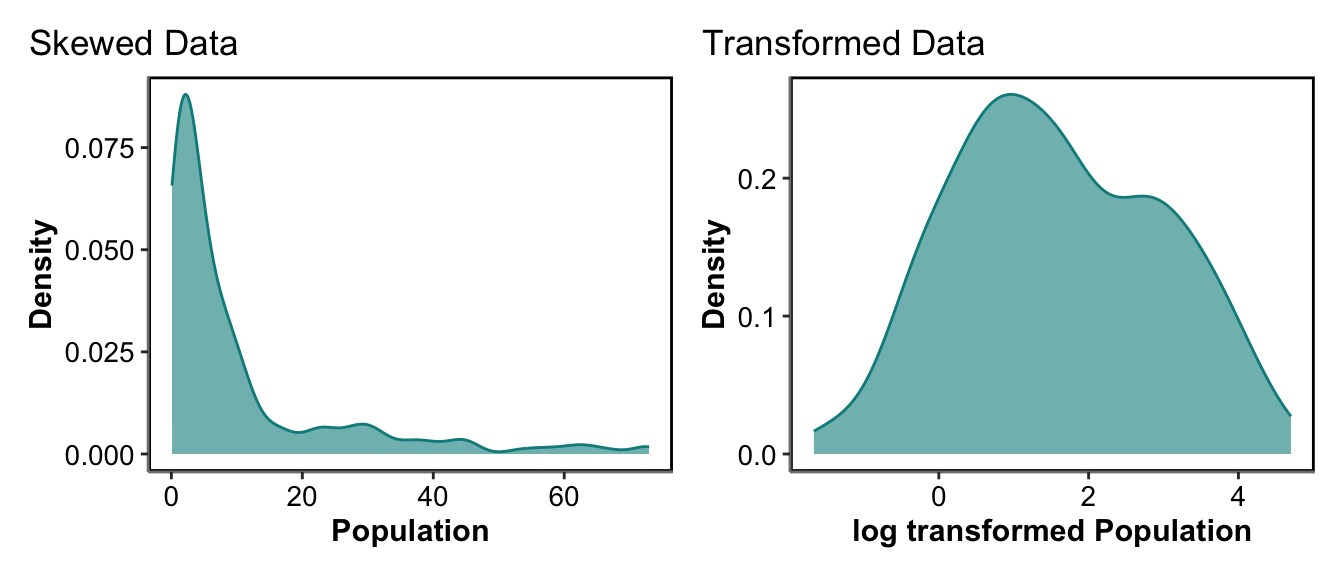 Skewed Data
Density
0.075
0.050
0.025
0.000
0 20 40 60
Population
Transformed Data
Density
0.2
0.1
0.0
0 2 4
log transformed Population